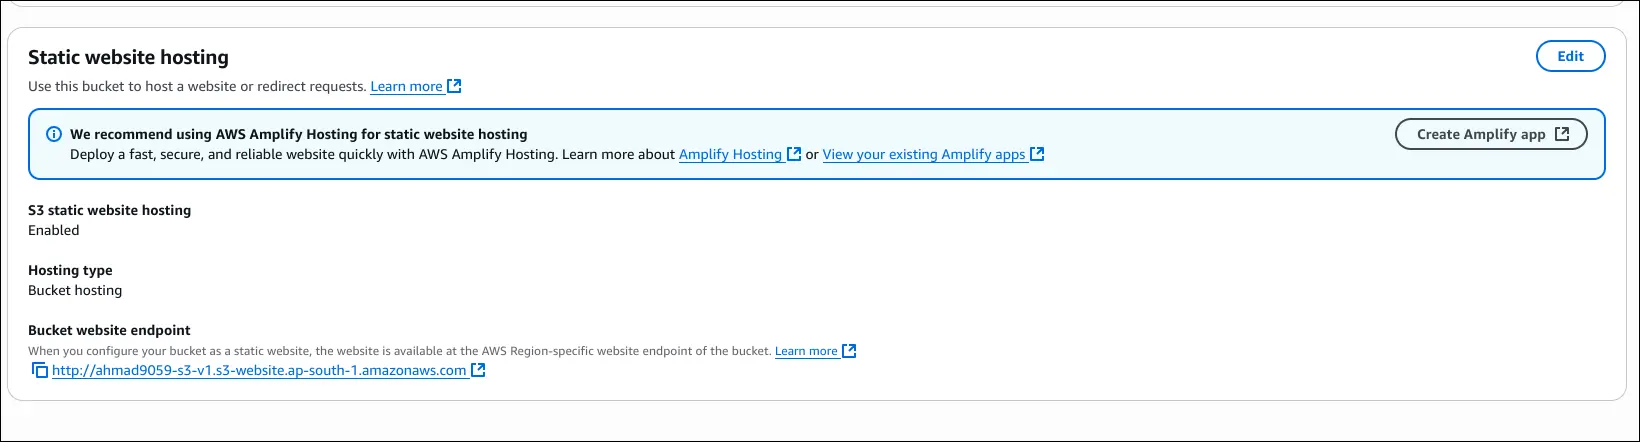 Static website hosting
Edit
Use this bucket to host a website or redirect requests. Learn more
We recommend using AWS Amplify Hosting for static website hosting
Create Amplify app
Deploy a fast, secure, and reliable website quickly with AWS Amplify Hosting. Learn more about Amplify Hosting or View your existing Amplify apps
S3 static website hosting
Enabled
Hosting type
Bucket hosting
Bucket website endpoint
When you configure your bucket as a static website, the website is available at the AWS Region-specific website endpoint of the bucket. Learn more
http://ahmad9059-s3-v1.s3-website.ap-south-1.amazonaws.com